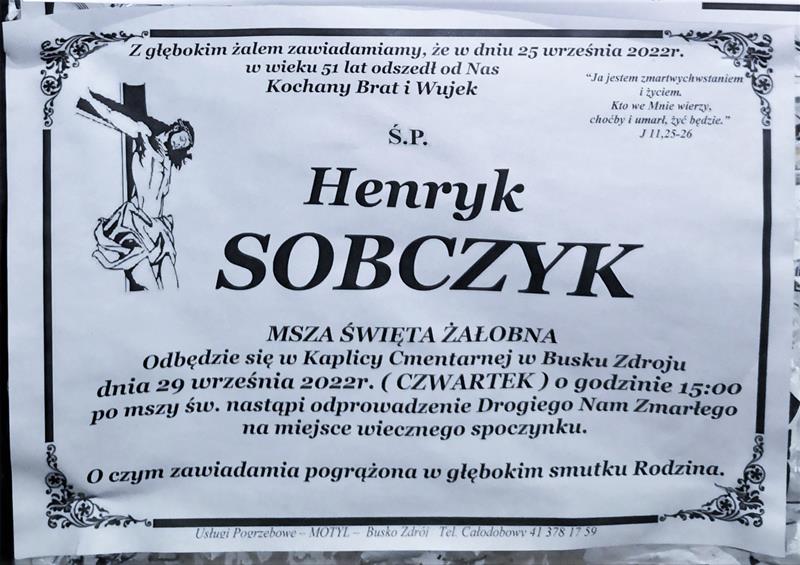 Z głębokim żalem zawiadamiamy, że w dniu 25 września 2022r.
w wieku 51 lat odszedł od Nas
Kochany Brat i Wujek
"Ja jestem zmartwychwstaniem
i życiem.
Kto we Mnie wierzy,
choćby i umarł, żyć będzie."
J 11,25-26
Ś.P.
Henryk
SOBCZYK
MSZA ŚWIĘTA ŻAŁOBNA
Odbędzie się w Kaplicy Cmentarnej w Busku Zdroju
dnia 29 września 2022r. ( CZWARTEK ) o godzinie 15:00
po mszy św. nastąpi odprowadzenie Drogiego Nam Zmarłego
na miejsce wiecznego spoczynku.
O czym zawiadamia pogrążona w głębokim smutku Rodzina.
Usługi Pogrzebowe – MOTYL – Busko Zdrój Tel. Całodobowy 41 378 17 59